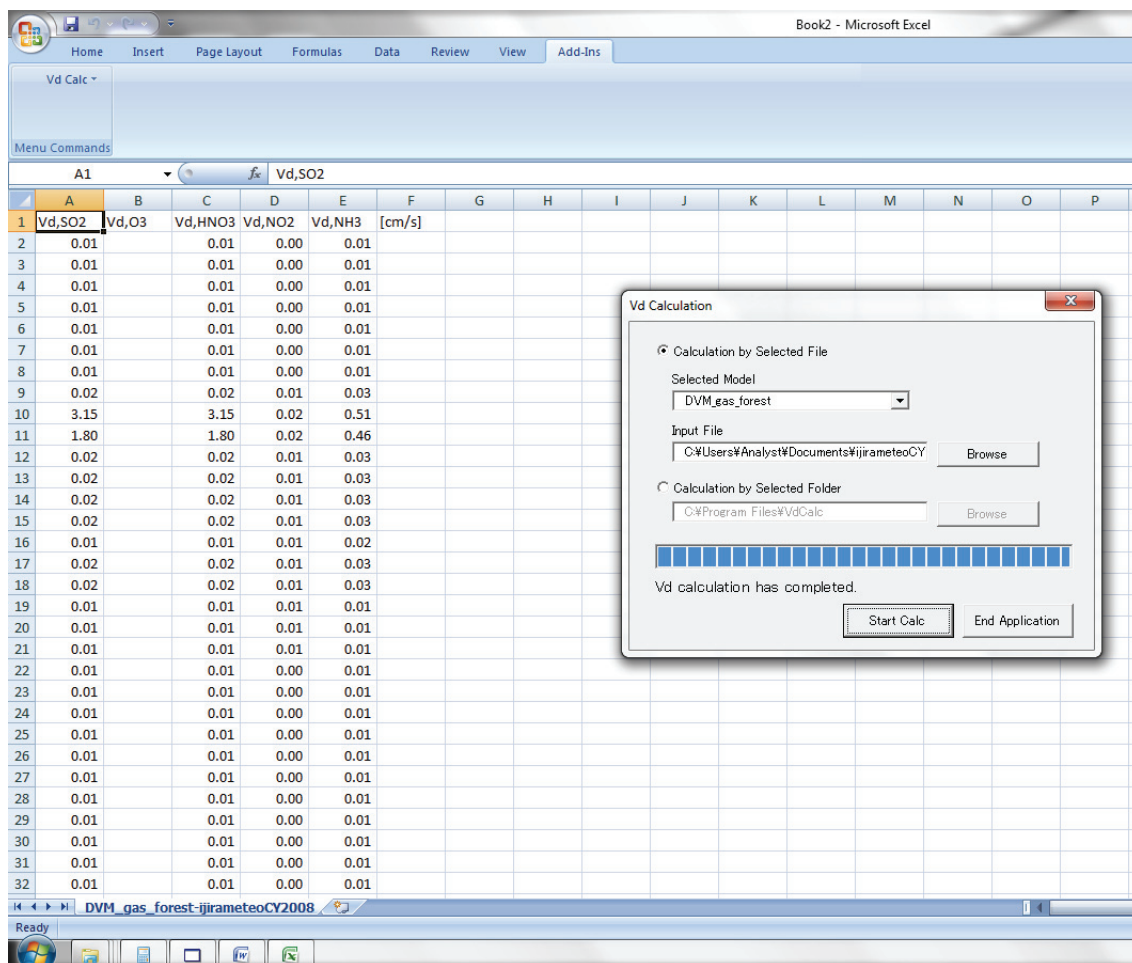 Book2 - Microsoft Excel
Home Insert Page Layout Formulas Data Review View Add-Ins
Vd Calc
Menu Commands
A1 fx Vd,SO2
A B C D E F G H I J K L M N O P
1 Vd,SO2 Vd,O3 Vd,HNO3 Vd,NO2 Vd,NH3 [cm/s]
2 0.01 0.01 0.00 0.01
3 0.01 0.01 0.00 0.01
4 0.01 0.01 0.00 0.01
5 0.01 0.01 0.00 0.01
6 0.01 0.01 0.00 0.01
7 0.01 0.01 0.00 0.01
8 0.01 0.01 0.00 0.01
9 0.02 0.02 0.01 0.03
10 3.15 3.15 0.02 0.51
11 1.80 1.80 0.02 0.46
12 0.02 0.02 0.01 0.03
13 0.02 0.02 0.01 0.03
14 0.02 0.02 0.01 0.03
15 0.02 0.02 0.01 0.03
16 0.01 0.01 0.01 0.02
17 0.02 0.02 0.01 0.03
18 0.02 0.02 0.01 0.03
19 0.01 0.01 0.01 0.01
20 0.01 0.01 0.01 0.01
21 0.01 0.01 0.01 0.01
22 0.01 0.01 0.00 0.01
23 0.01 0.01 0.00 0.01
24 0.01 0.01 0.00 0.01
25 0.01 0.01 0.00 0.01
26 0.01 0.01 0.00 0.01
27 0.01 0.01 0.00 0.01
28 0.01 0.01 0.00 0.01
29 0.01 0.01 0.00 0.01
30 0.01 0.01 0.00 0.01
31 0.01 0.01 0.00 0.01
32 0.01 0.01 0.00 0.01
Vd Calculation
Calculation by Selected File
Selected Model
DVM_gas_forest
Input File
C:¥Users¥Analyst¥Documents¥ijirameteoCY Browse
Calculation by Selected Folder
C:¥Program Files¥VdCalc Browse
Vd calculation has completed.
Start Calc End Application
DVM_gas_forest-ijirameteoCY2008
Ready